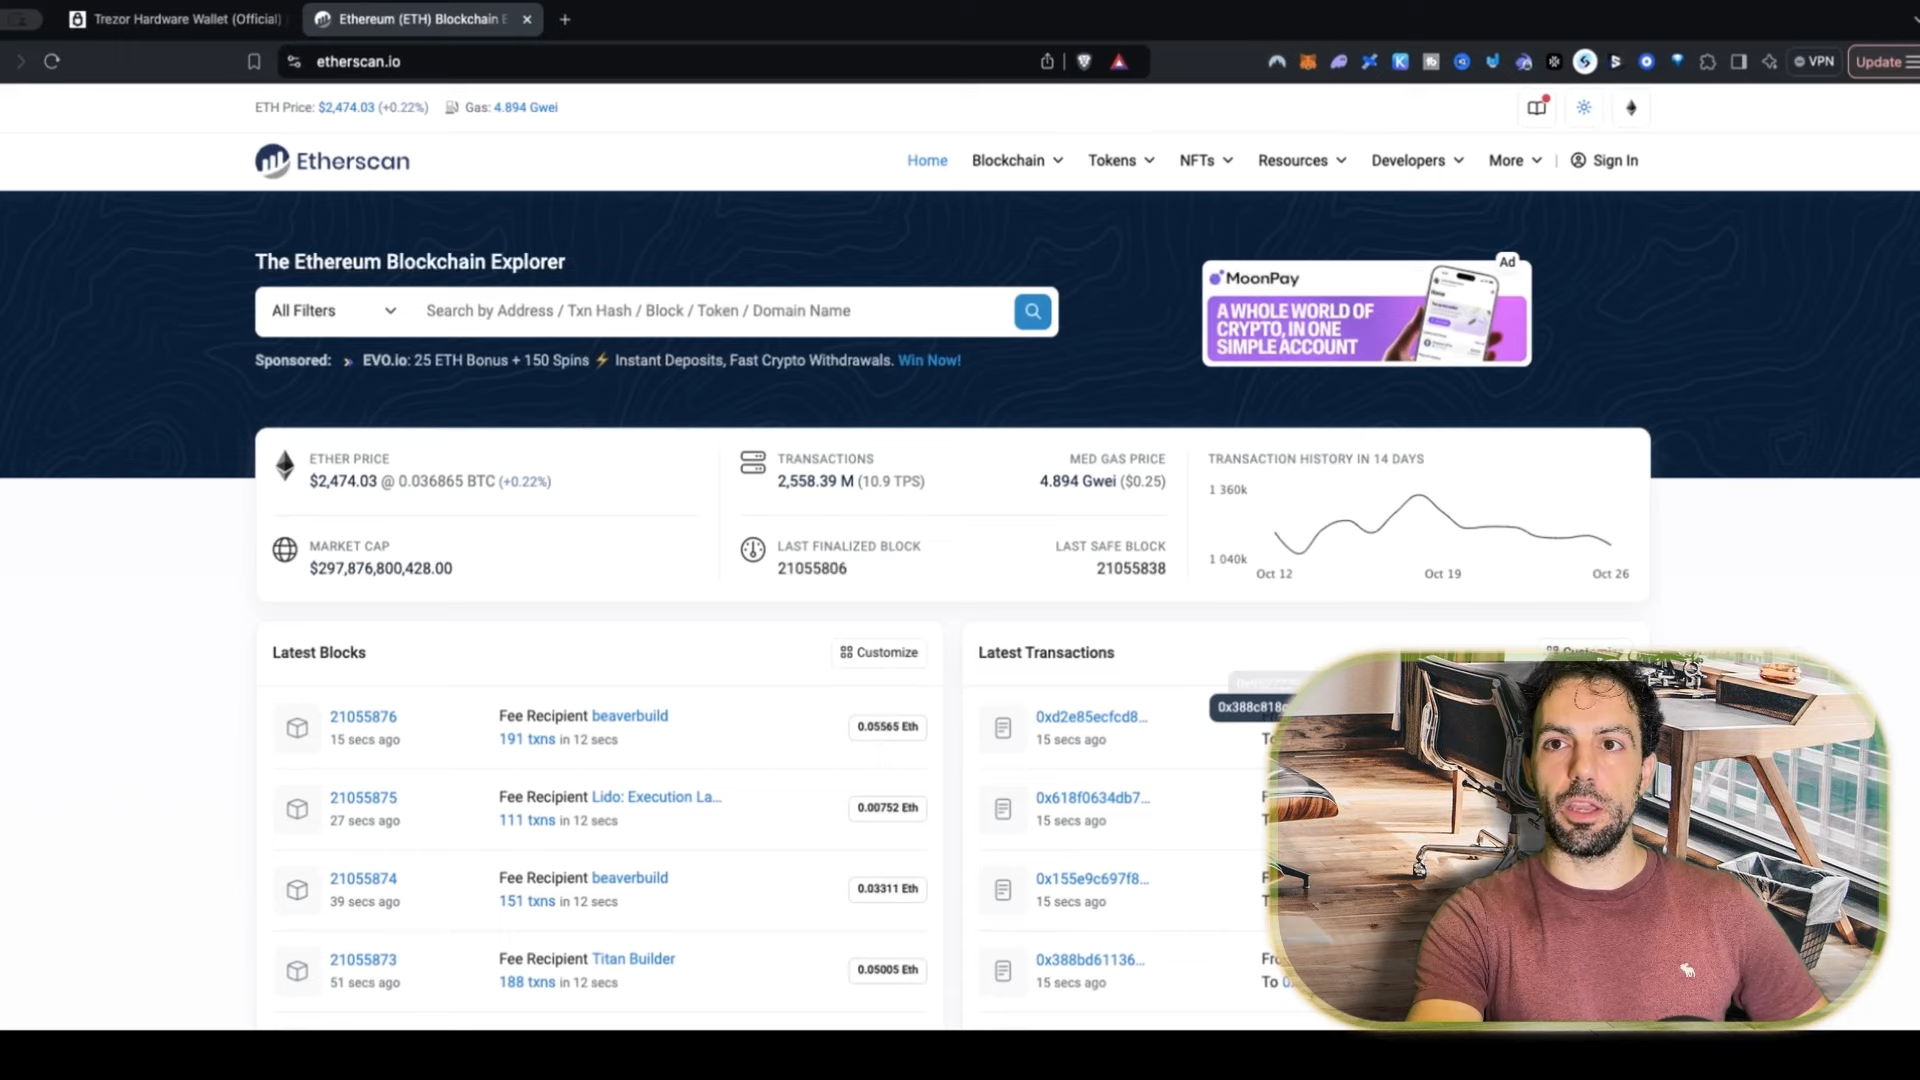 Trezor Hardware Wallet (Official)
Ethereum (ETH) Blockchain E
etherscan.io
VPN
Update
ETH Price: $2,474.03 (+0.22%)
Gas: 4.894 Gwei
Etherscan
Home
Blockchain
Tokens
NFTs
Resources
Developers
More
Sign In
The Ethereum Blockchain Explorer
All Filters
Search by Address / Txn Hash / Block / Token / Domain Name
Sponsored: EVO.io: 25 ETH Bonus + 150 Spins ⚡ Instant Deposits, Fast Crypto Withdrawals. Win Now!
Ad
MoonPay
A WHOLE WORLD OF
CRYPTO, IN ONE
SIMPLE ACCOUNT
ETHER PRICE
$2,474.03 @ 0.036865 BTC (+0.22%)
MARKET CAP
$297,876,800,428.00
TRANSACTIONS
2,558.39 M (10.9 TPS)
MED GAS PRICE
4.894 Gwei ($0.25)
LAST FINALIZED BLOCK
21055806
LAST SAFE BLOCK
21055838
TRANSACTION HISTORY IN 14 DAYS
1 360k
1 040k
Oct 12
Oct 19
Oct 26
Latest Blocks
Customize
21055876
15 secs ago
Fee Recipient beaverbuild
191 txns in 12 secs
0.05565 Eth
21055875
27 secs ago
Fee Recipient Lido: Execution La...
111 txns in 12 secs
0.00752 Eth
21055874
39 secs ago
Fee Recipient beaverbuild
151 txns in 12 secs
0.03311 Eth
21055873
51 secs ago
Fee Recipient Titan Builder
188 txns in 12 secs
0.05005 Eth
Latest Transactions
0x388c818
0xd2e85ecfcd8...
15 secs ago
0x618f0634db7...
15 secs ago
0x155e9c697f8...
15 secs ago
0x388bd61136...
15 secs ago
Fro
To 0